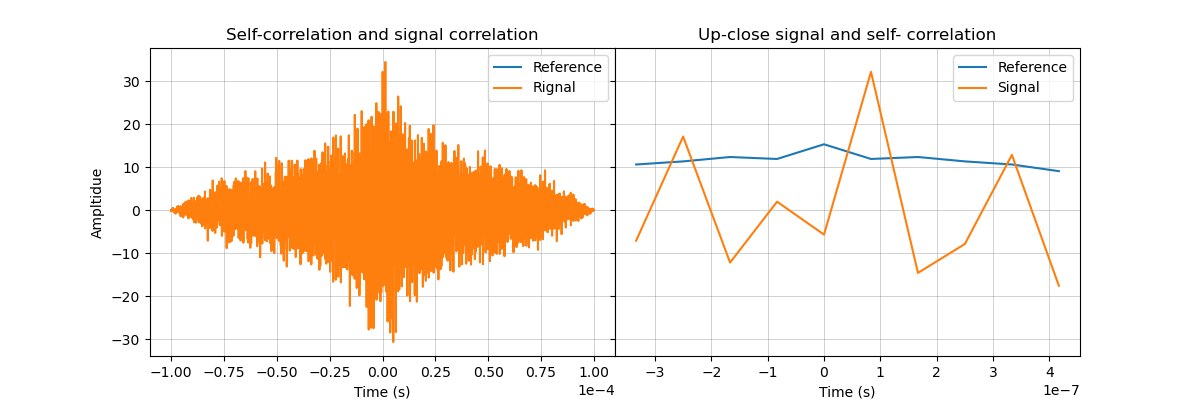 Self-correlation and signal correlation
Reference
Rignal
30
20
10
0
−10
−20
−30
Ampltidue
−1.00 −0.75 −0.50 −0.25 0.00 0.25 0.50 0.75 1.00
1e−4
Time (s)
Up-close signal and self- correlation
Reference
Signal
−3 −2 −1 0 1 2 3 4
1e−7
Time (s)